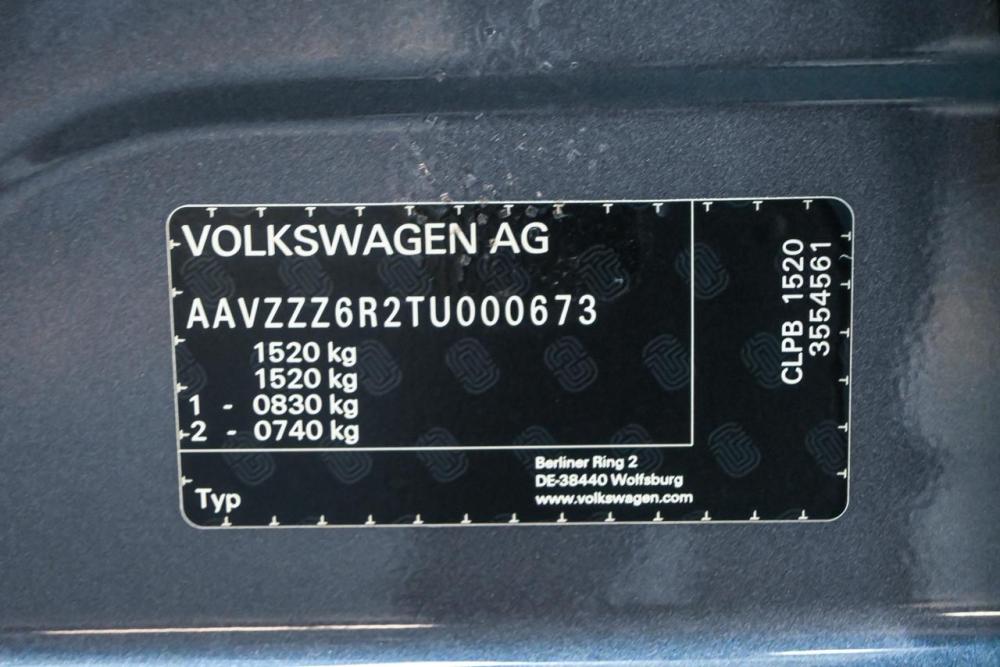 VOLKSWAGEN AG
AAVZZZ6R2TU000673
1520 kg
1520 kg
1 - 0830 kg
2 - 0740 kg
Typ
Berliner Ring 2
DE-38440 Wolfsburg
www.volkswagen.com
CLPB 1520
3554561